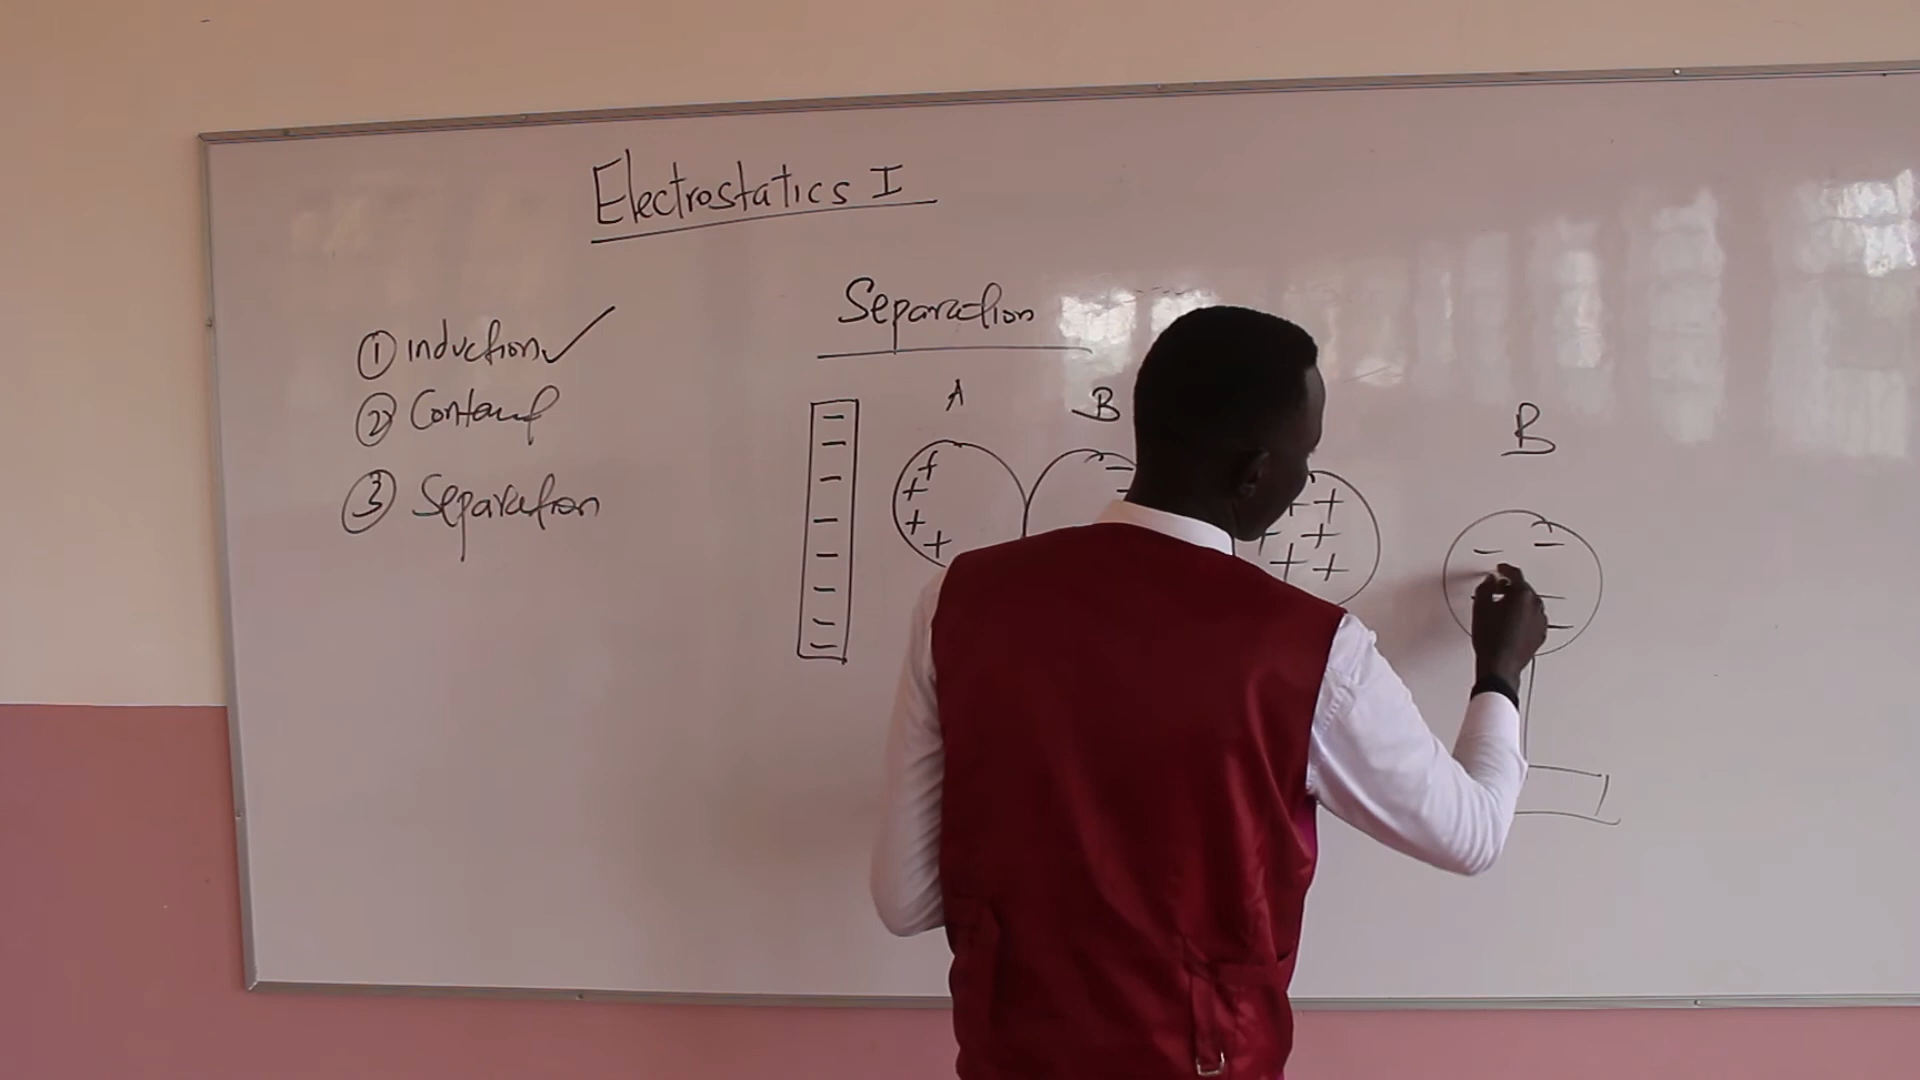 Electrostatics I
Separation
① induction ✓
② Contact
③ Separation
A B B
− − − − − − − −
+ + + +
− −
+ + + + + +
− − − −